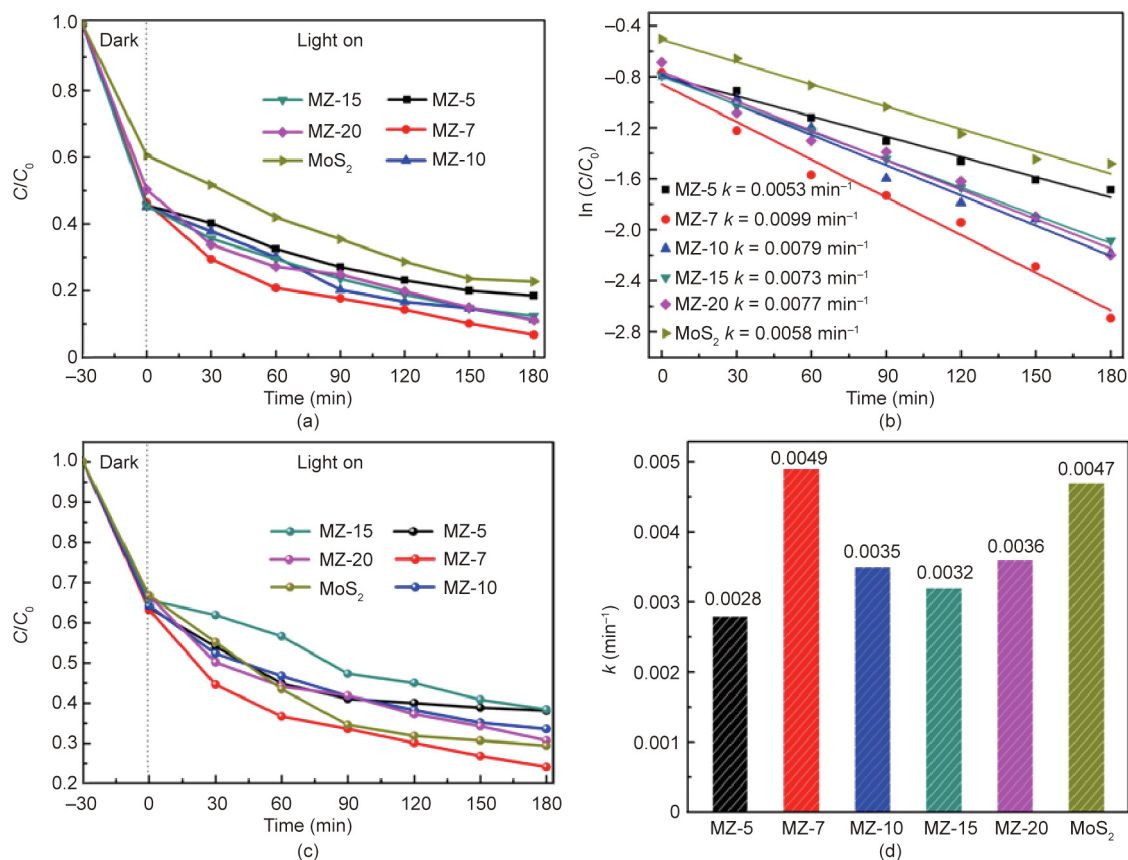 1.0
0.8
0.6
0.4
0.2
0
C/C0
Dark
Light on
MZ-15
MZ-5
MZ-20
MZ-7
MoS2
MZ-10
–30
0
30
60
90
120
150
180
Time (min)
(a)
–0.4
–0.8
–1.2
–1.6
–2.0
–2.4
–2.8
ln (C/C0)
MZ-5 k = 0.0053 min–1
MZ-7 k = 0.0099 min–1
MZ-10 k = 0.0079 min–1
MZ-15 k = 0.0073 min–1
MZ-20 k = 0.0077 min–1
MoS2 k = 0.0058 min–1
0
30
60
90
120
150
180
Time (min)
(b)
1.0
0.9
0.8
0.7
0.6
0.5
0.4
0.3
0.2
C/C0
Dark
Light on
MZ-15
MZ-5
MZ-20
MZ-7
MoS2
MZ-10
–30
0
30
60
90
120
150
180
Time (min)
(c)
0.005
0.004
0.003
0.002
0.001
0
k (min–1)
0.0028
0.0049
0.0035
0.0032
0.0036
0.0047
MZ-5
MZ-7
MZ-10
MZ-15
MZ-20
MoS2
(d)